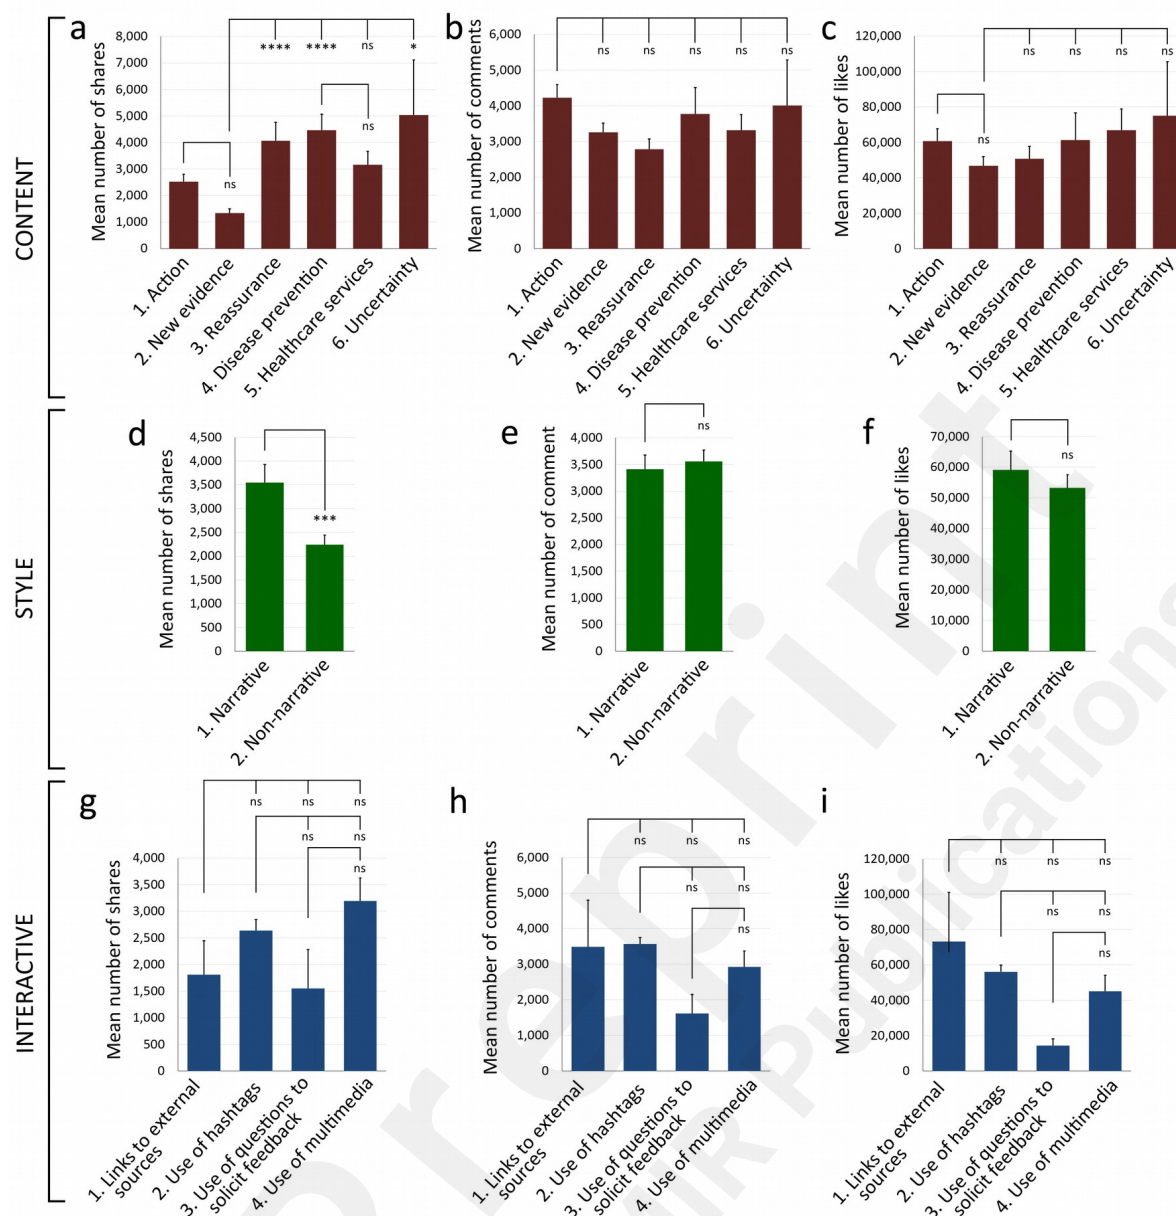 CONTENT
a
Mean number of shares
8,000
7,000
6,000
5,000
4,000
3,000
2,000
1,000
0
ns
**** **** ns *
ns
1. Action
2. New evidence
3. Reassurance
4. Disease prevention
5. Healthcare services
6. Uncertainty
b
Mean number of comments
6,000
5,000
4,000
3,000
2,000
1,000
0
ns ns ns ns ns
1. Action
2. New evidence
3. Reassurance
4. Disease prevention
5. Healthcare services
6. Uncertainty
c
Mean number of likes
120,000
100,000
80,000
60,000
40,000
20,000
0
ns
ns ns ns ns
1. Action
2. New evidence
3. Reassurance
4. Disease prevention
5. Healthcare services
6. Uncertainty
STYLE
d
Mean number of shares
4,500
4,000
3,500
3,000
2,500
2,000
1,500
1,000
500
0
***
1. Narrative
2. Non-narrative
e
Mean number of comment
4,000
3,500
3,000
2,500
2,000
1,500
1,000
500
0
ns
1. Narrative
2. Non-narrative
f
Mean number of likes
70,000
60,000
50,000
40,000
30,000
20,000
10,000
0
ns
1. Narrative
2. Non-narrative
INTERACTIVE
g
Mean number of shares
4,000
3,500
3,000
2,500
2,000
1,500
1,000
500
0
ns ns ns
ns ns
ns
1. Links to external
sources
2. Use of hashtags
3. Use of questions to
solicit feedback
4. Use of multimedia
h
Mean number of comments
6,000
5,000
4,000
3,000
2,000
1,000
0
ns ns ns
ns ns
ns
1. Links to external
sources
2. Use of hashtags
3. Use of questions to
solicit feedback
4. Use of multimedia
i
Mean number of likes
120,000
100,000
80,000
60,000
40,000
20,000
0
ns ns ns
ns ns
ns
1. Links to external
sources
2. Use of hashtags
3. Use of questions to
solicit feedback
4. Use of multimedia
Preprint
JMIR Publications